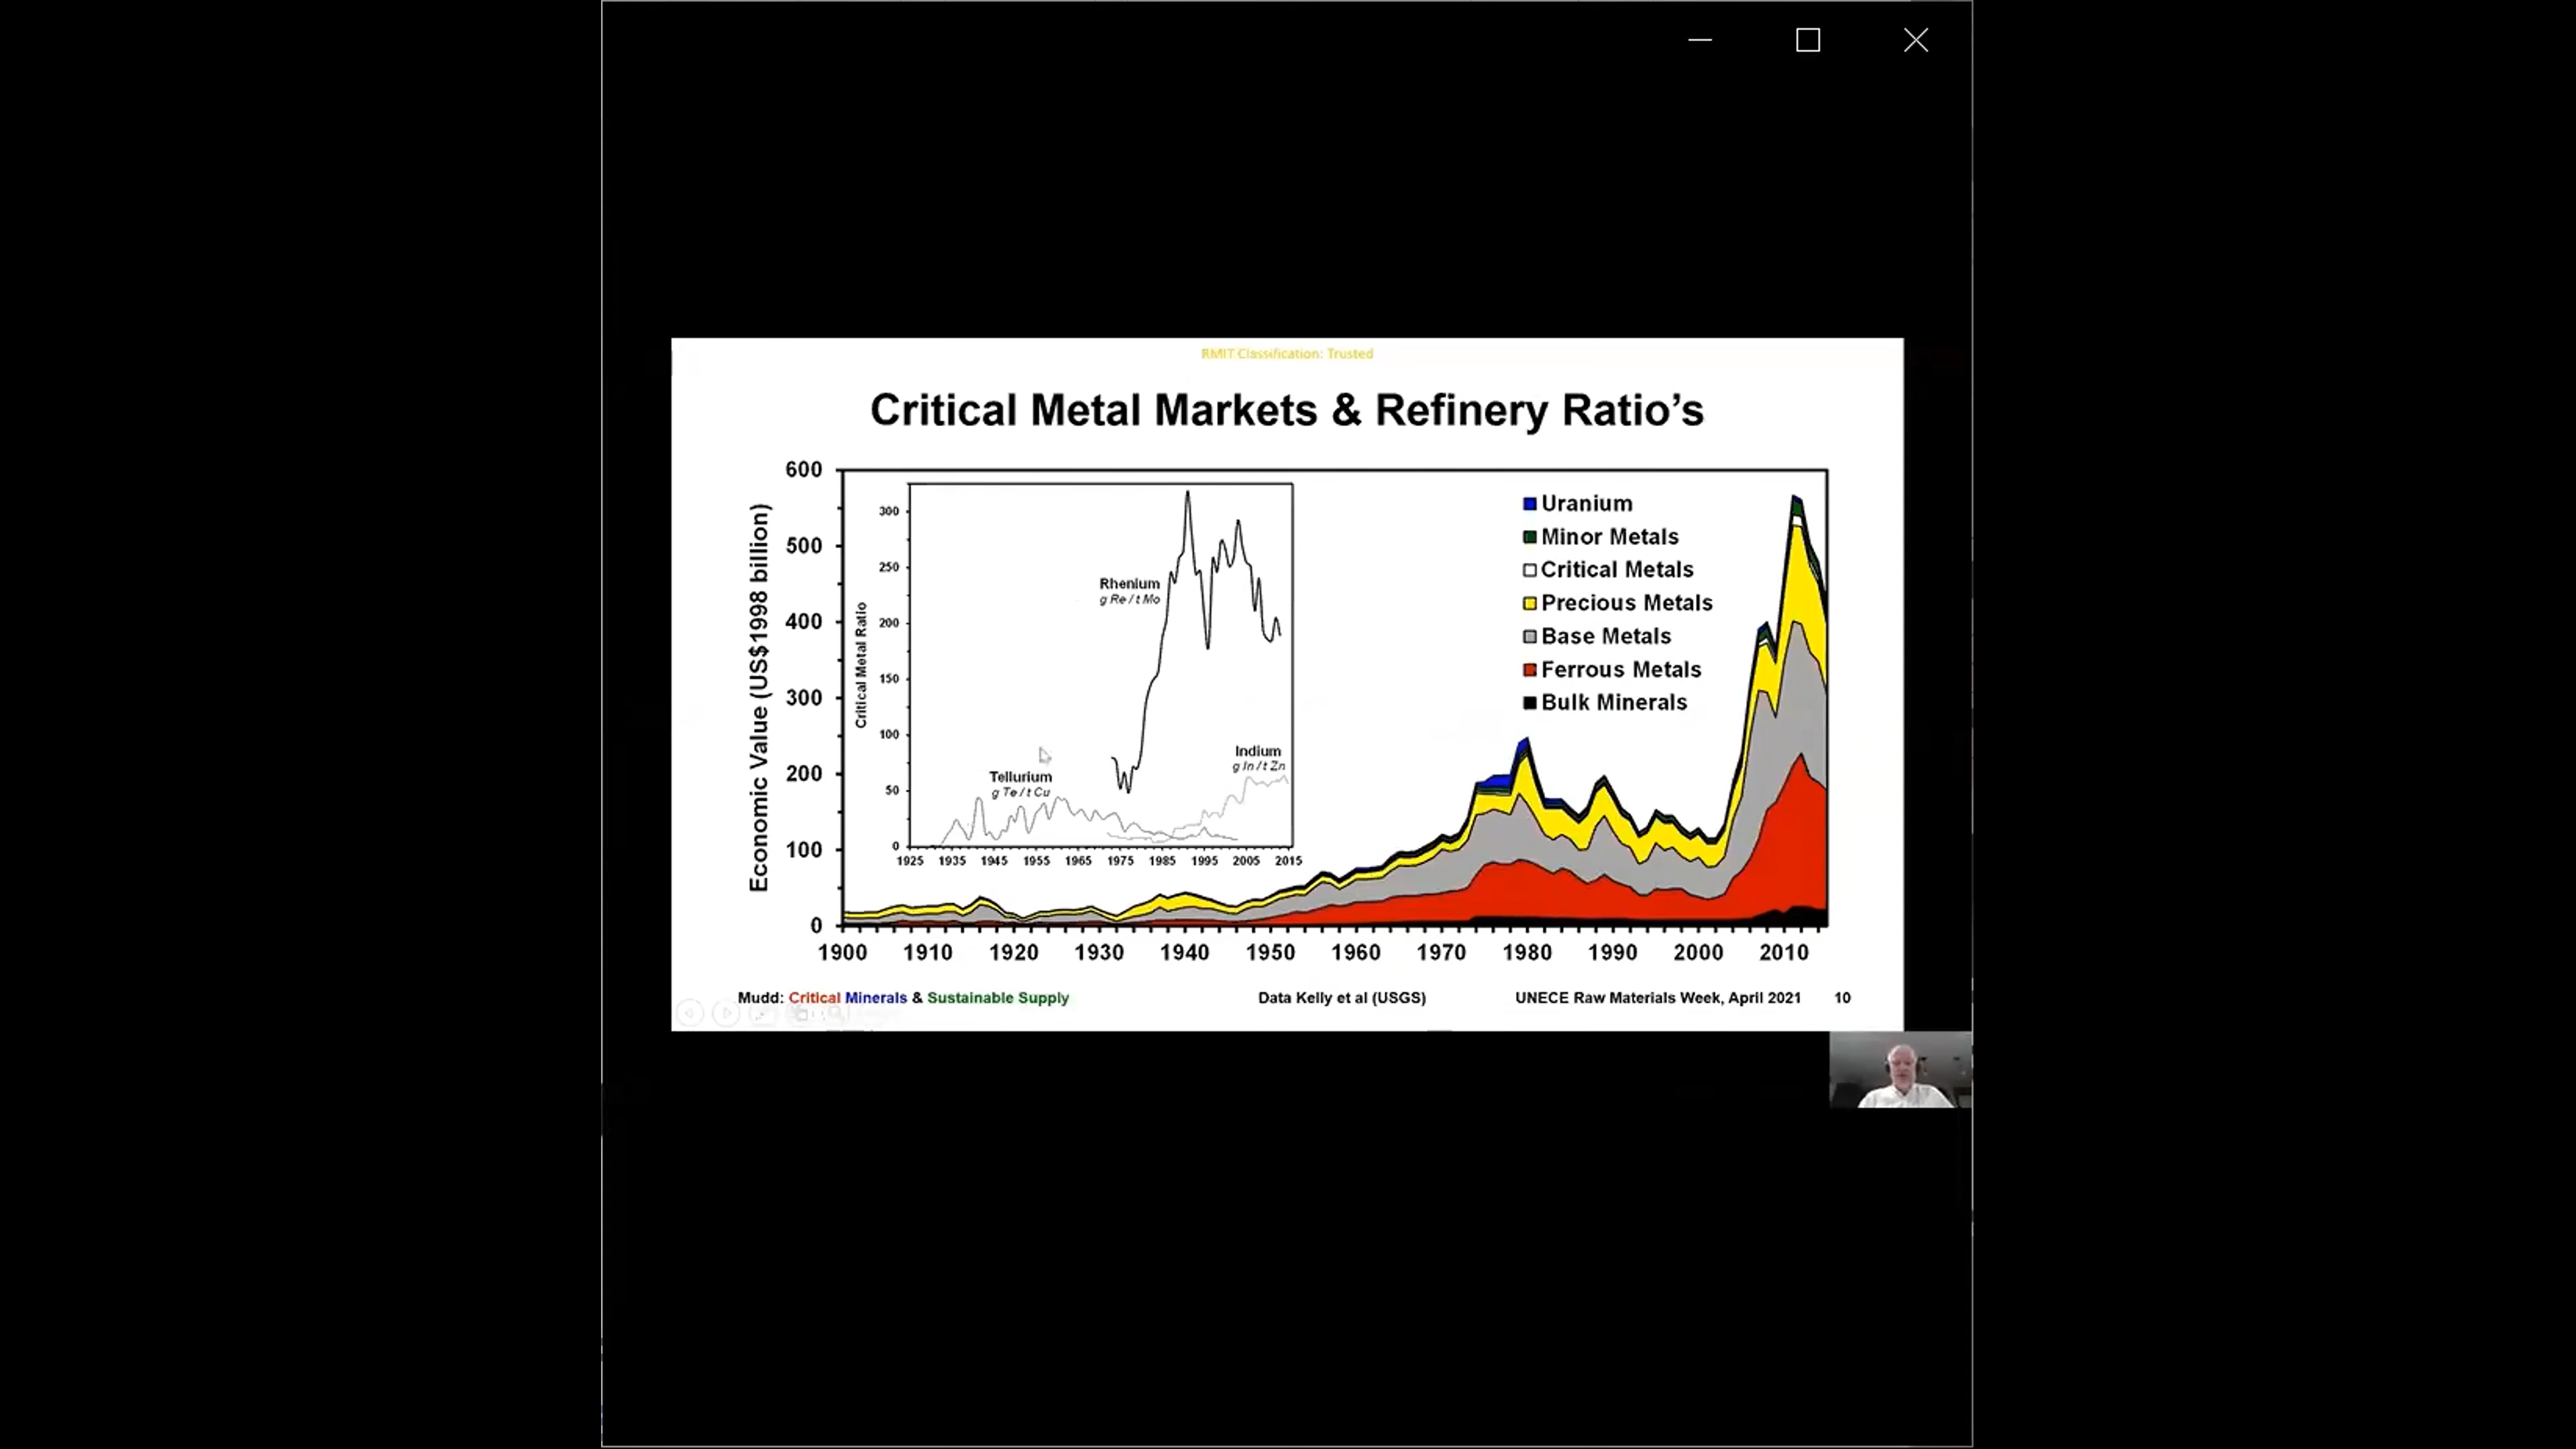 RMIT Classification: Trusted
Critical Metal Markets & Refinery Ratio's
Economic Value (US$1998 billion)
600
500
400
300
200
100
0
1900 1910 1920 1930 1940 1950 1960 1970 1980 1990 2000 2010
Critical Metal Ratio
300
250
200
150
100
50
0
1925 1935 1945 1955 1965 1975 1985 1995 2005 2015
Rhenium
g Re / t Mo
Tellurium
g Te / t Cu
Indium
g In / t Zn
Uranium
Minor Metals
Critical Metals
Precious Metals
Base Metals
Ferrous Metals
Bulk Minerals
Mudd: Critical Minerals & Sustainable Supply
Data Kelly et al (USGS)
UNECE Raw Materials Week, April 2021 10